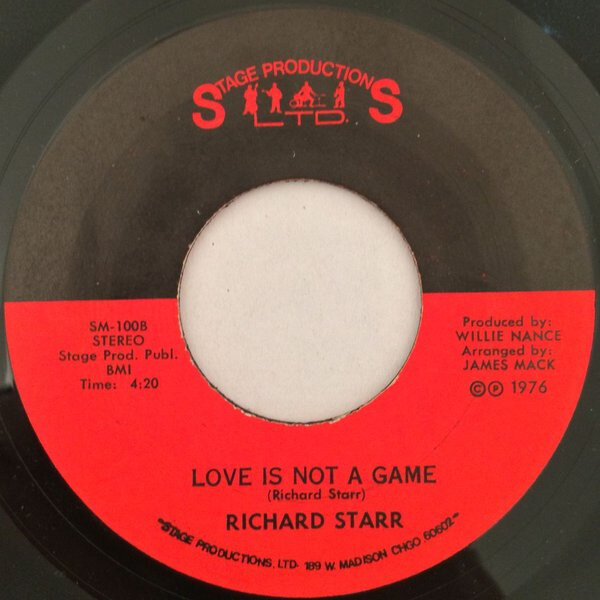 STAGE PRODUCTIONS
LTD.
SM-100B
STEREO
Stage Prod. Publ.
BMI
Time: 4:20
Produced by:
WILLIE NANCE
Arranged by:
JAMES MACK
©℗ 1976
LOVE IS NOT A GAME
(Richard Starr)
RICHARD STARR
STAGE PRODUCTIONS, LTD- 189 W. MADISON CHGO 60602